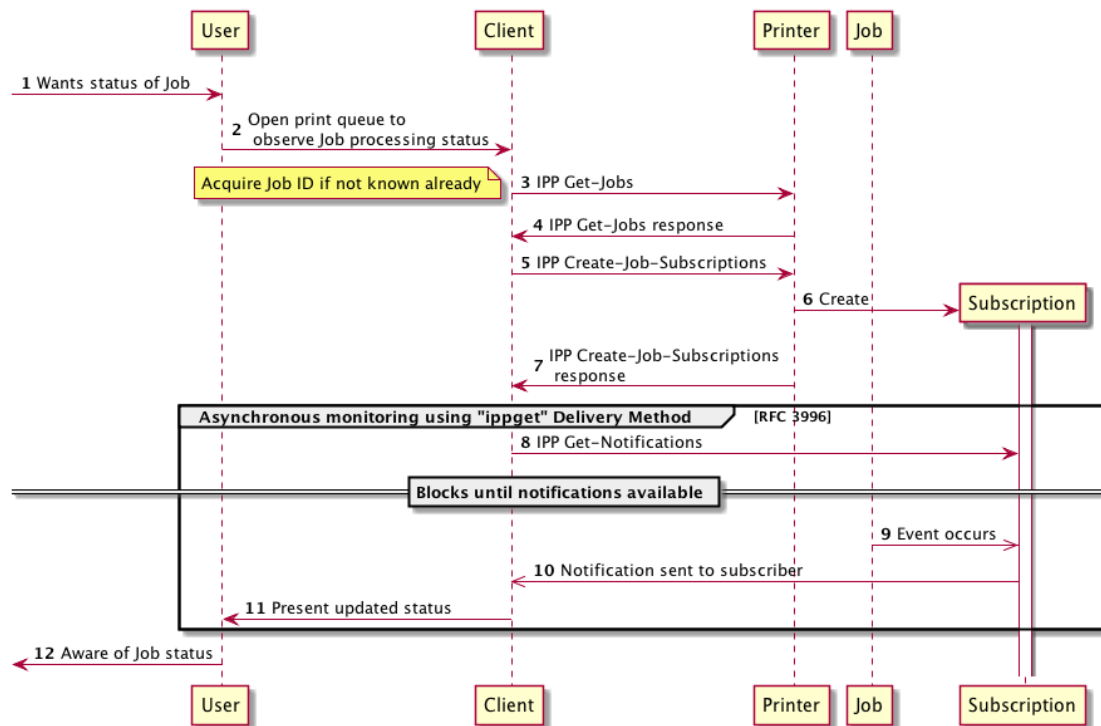 User
Client
Printer
Job
1 Wants status of Job
2 Open print queue to
observe Job processing status
Acquire Job ID if not known already
3 IPP Get-Jobs
4 IPP Get-Jobs response
5 IPP Create-Job-Subscriptions
6 Create
Subscription
7 IPP Create-Job-Subscriptions
response
Asynchronous monitoring using "ippget" Delivery Method [RFC 3996]
8 IPP Get-Notifications
Blocks until notifications available
9 Event occurs
10 Notification sent to subscriber
11 Present updated status
12 Aware of Job status
User
Client
Printer
Job
Subscription